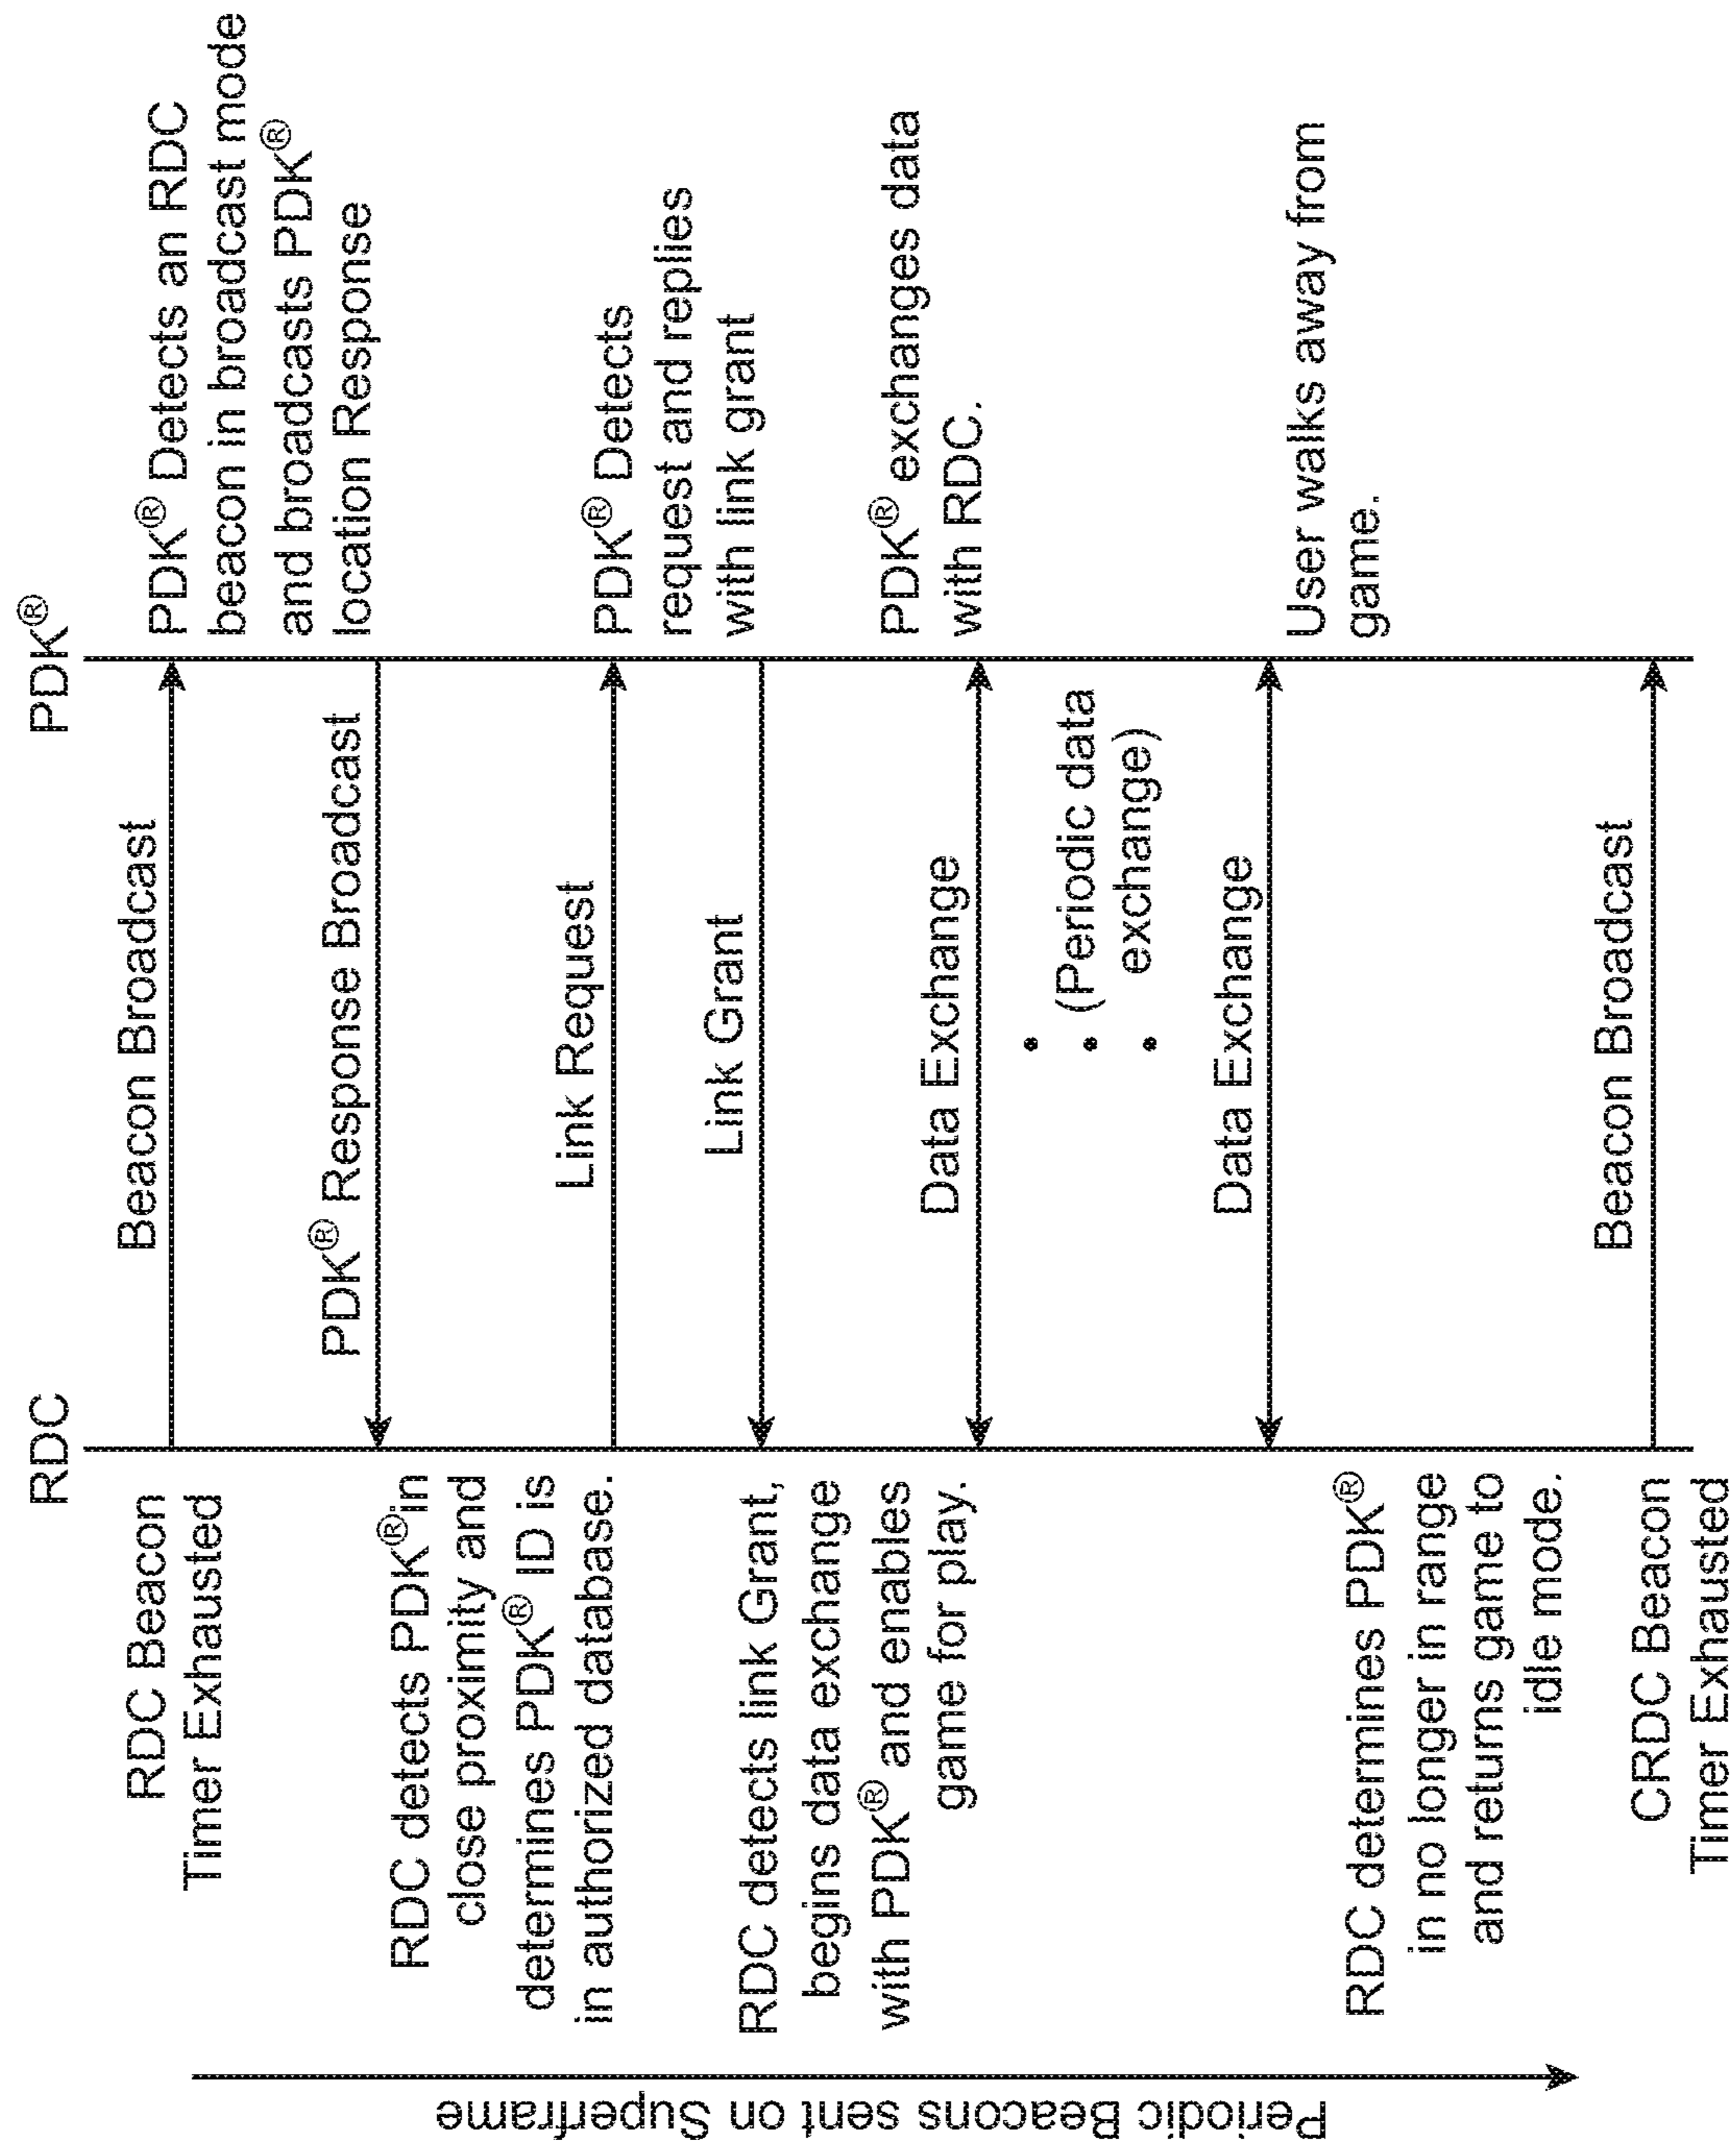 RDC
PDK®
RDC Beacon
Timer Exhausted
Beacon Broadcast
PDK® Detects an RDC
beacon in broadcast mode
and broadcasts PDK®
location Response
PDK® Response Broadcast
RDC detects PDK® in
close proximity and
determines PDK® ID is
in authorized database.
Link Request
PDK® Detects
request and replies
with link grant
Link Grant
RDC detects link Grant,
begins data exchange
with PDK® and enables
game for play.
Data Exchange
PDK® exchanges data
with RDC.
(Periodic data
exchange)
Data Exchange
User walks away from
game.
RDC determines PDK®
in no longer in range
and returns game to
idle mode.
CRDC Beacon
Timer Exhausted
Beacon Broadcast
Periodic Beacons sent on Superframe